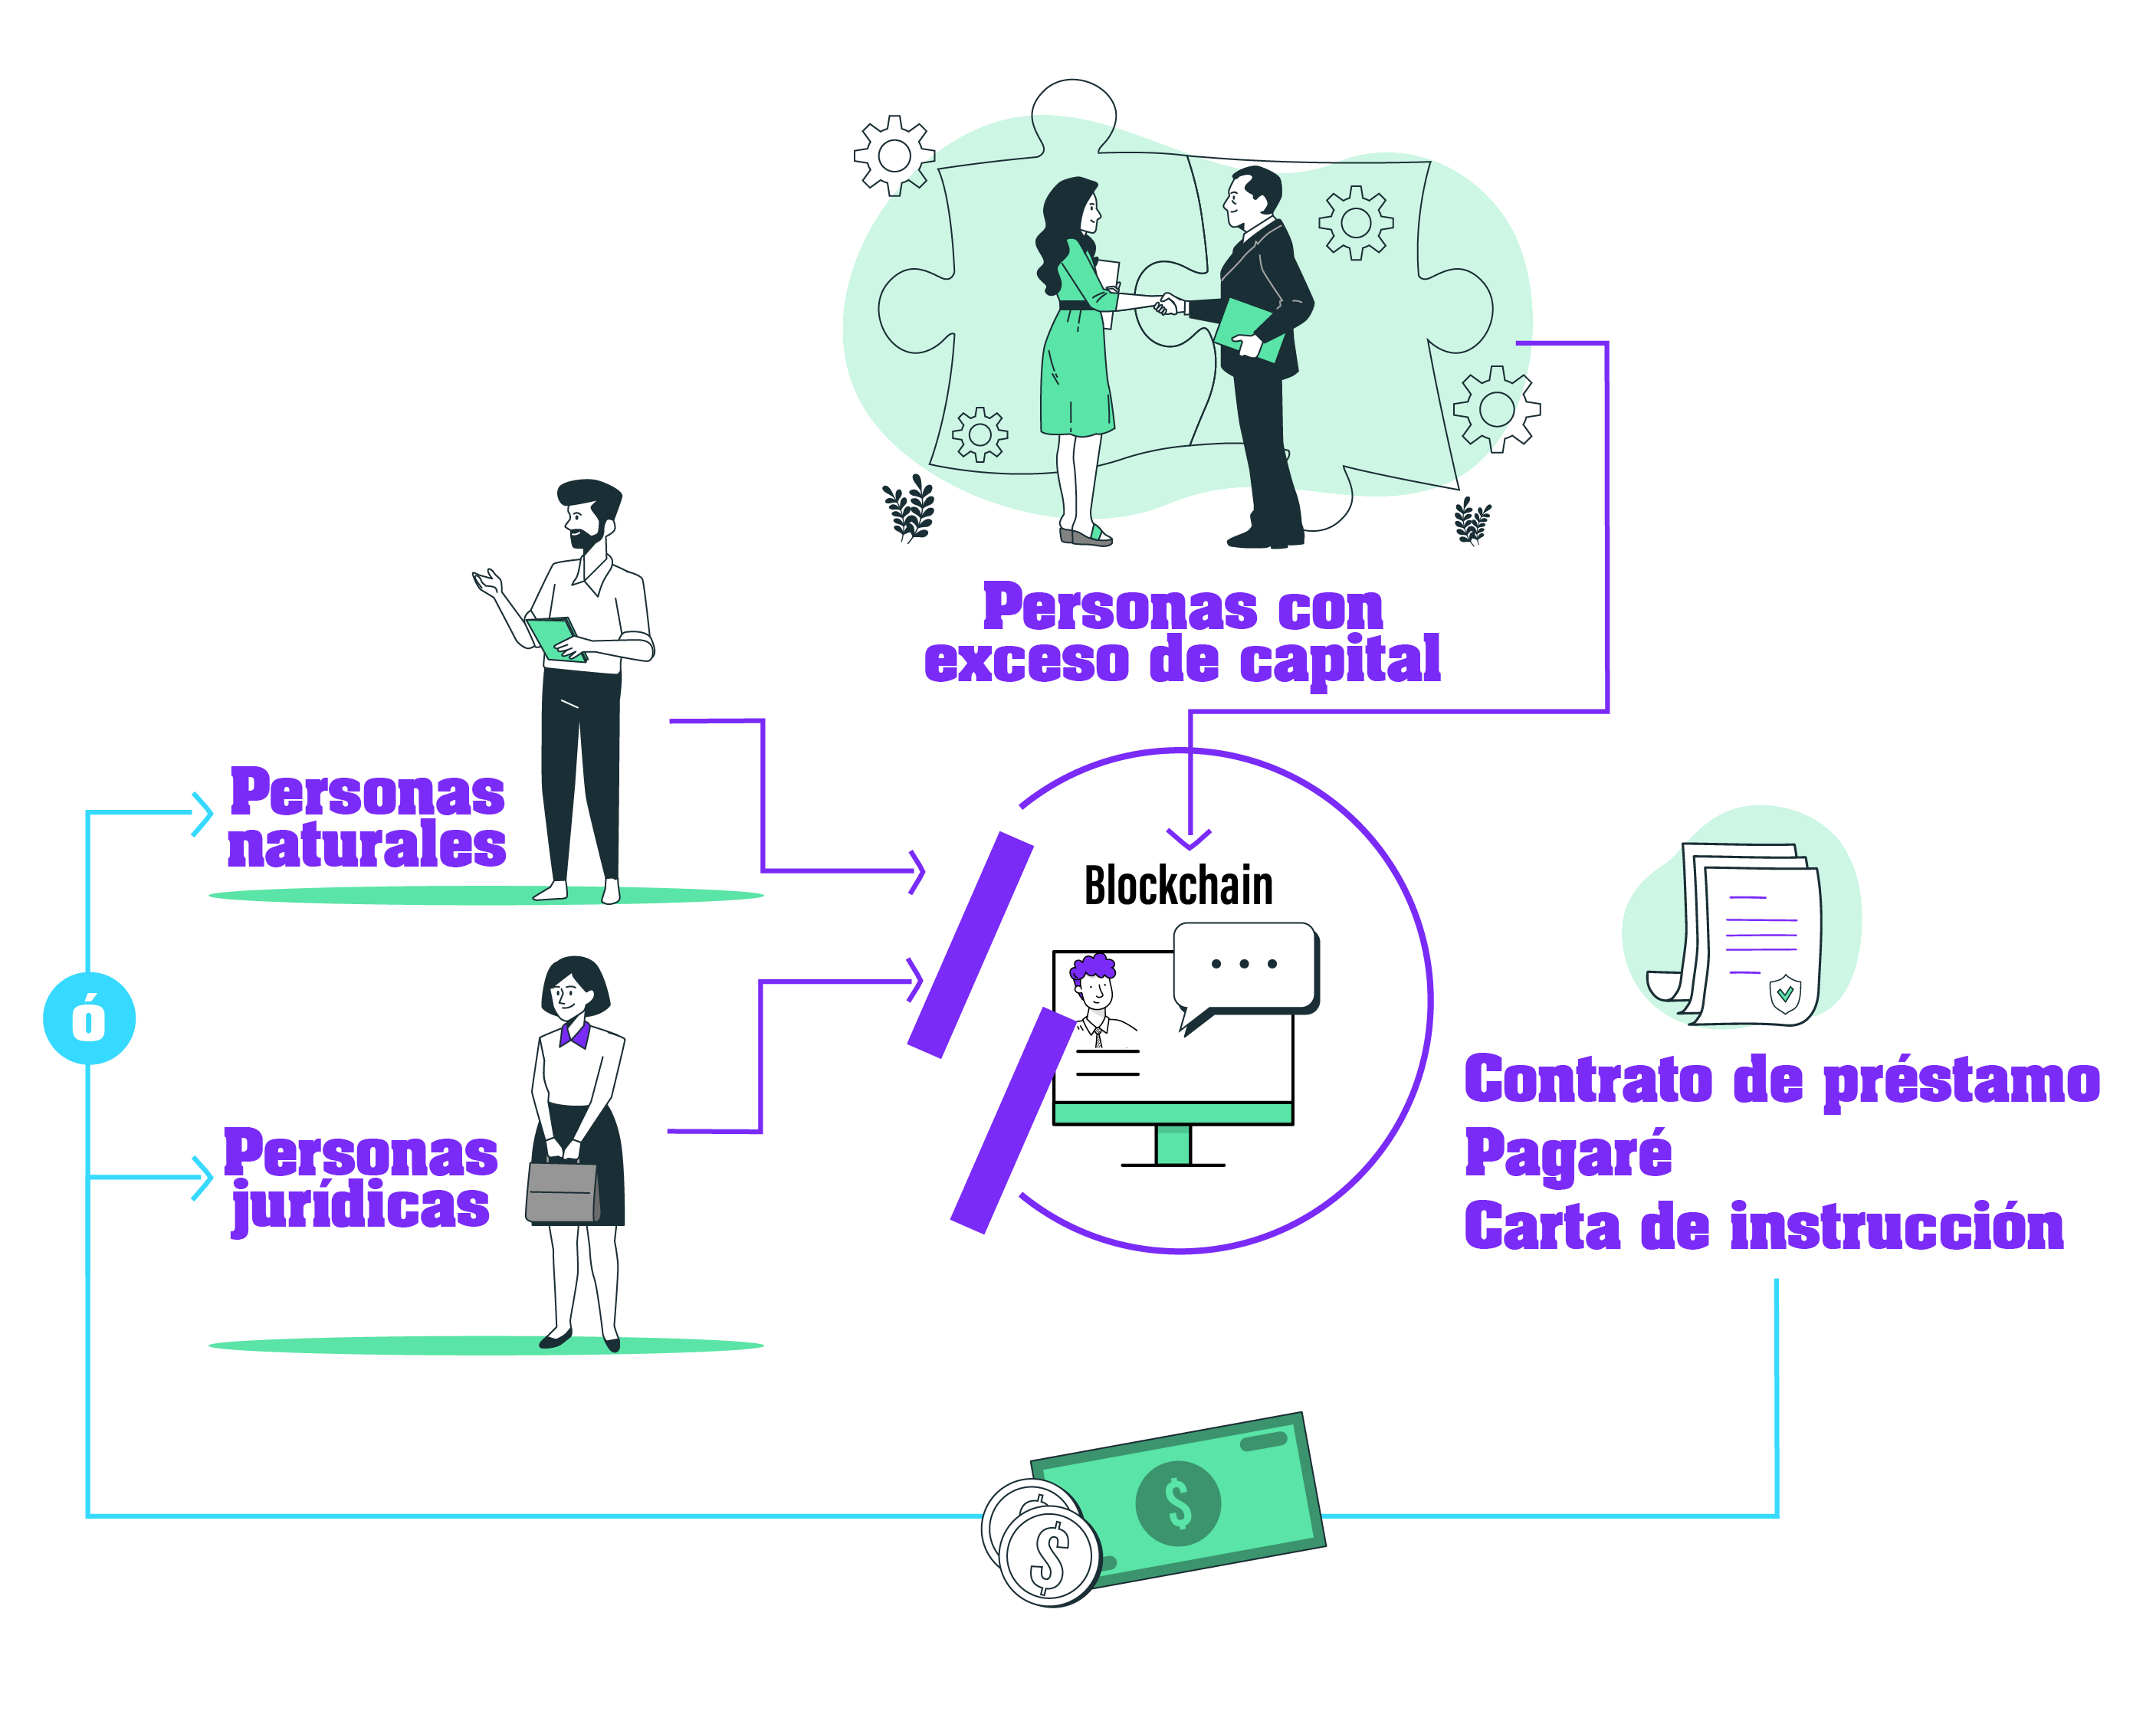 Personas con
exceso de capital
Personas
naturales
Blockchain
ó
Personas
jurídicas
Contrato de préstamo
Pagaré
Carta de instrucción
$
$